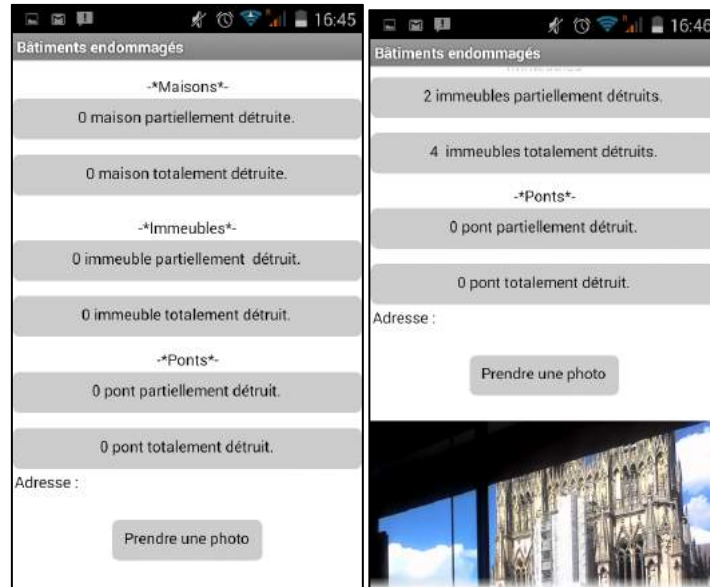 16:45
Bâtiments endommagés
-*Maisons*-
0 maison partiellement détruite.
0 maison totalement détruite.
-*Immeubles*-
0 immeuble partiellement détruit.
0 immeuble totalement détruit.
-*Ponts*-
0 pont partiellement détruit.
0 pont totalement détruit.
Adresse :
Prendre une photo
16:46
Bâtiments endommagés
2 immeubles partiellement détruits.
4 immeubles totalement détruits.
-*Ponts*-
0 pont partiellement détruit.
0 pont totalement détruit.
Adresse :
Prendre une photo